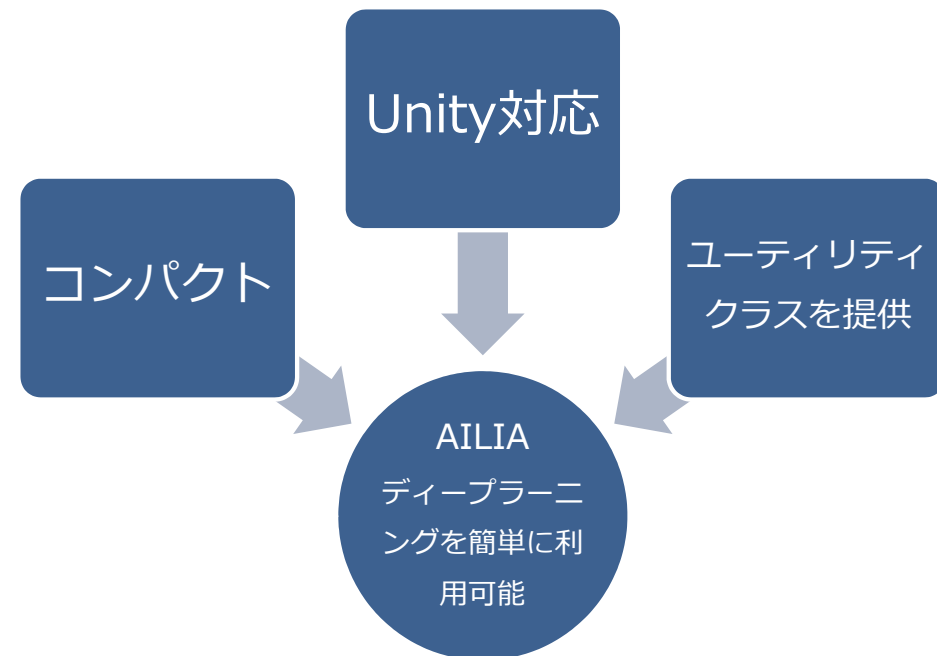 Unity対応
コンパクト
ユーティリティ
クラスを提供
AILIA
ディープラーニ
ングを簡単に利
用可能